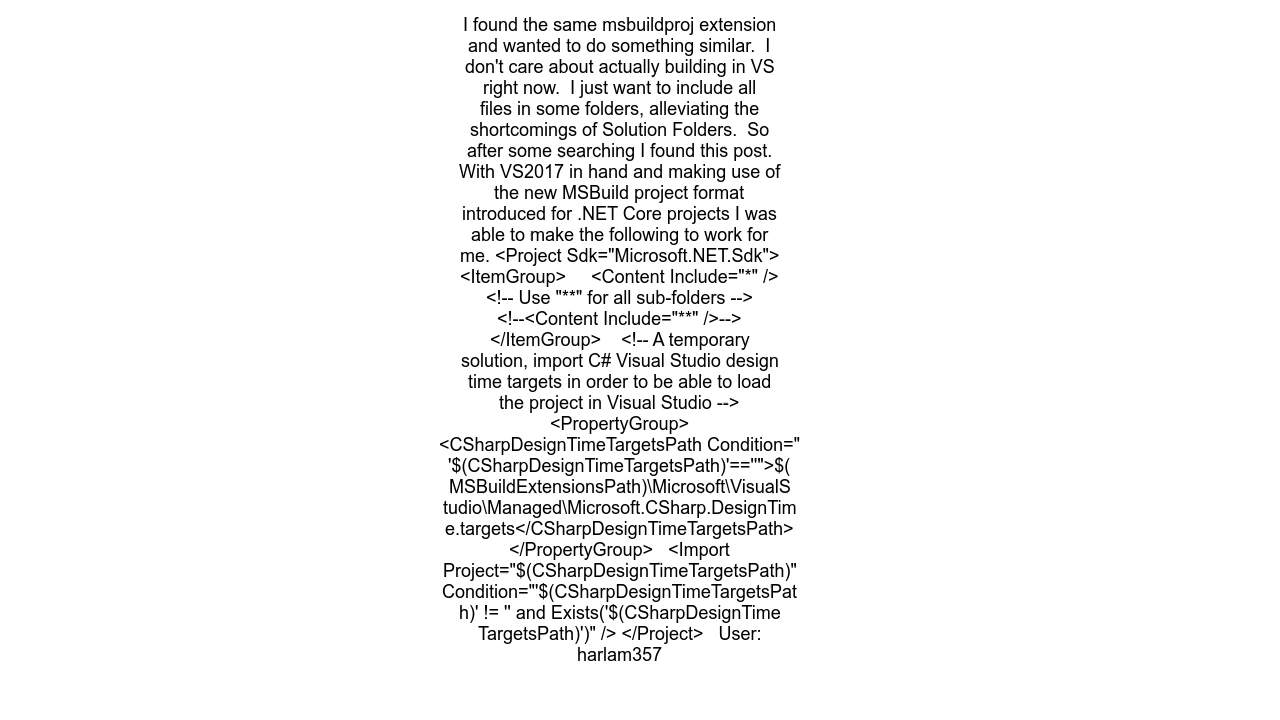 I found the same msbuildproj extension
and wanted to do something similar.  I
don't care about actually building in VS
right now.  I just want to include all
files in some folders, alleviating the
shortcomings of Solution Folders.  So
after some searching I found this post.
With VS2017 in hand and making use of
the new MSBuild project format
introduced for .NET Core projects I was
able to make the following to work for
me. <Project Sdk="Microsoft.NET.Sdk">
<ItemGroup>     <Content Include="*" />
<!-- Use "**" for all sub-folders -->
<!--<Content Include="**" />-->
</ItemGroup>    <!-- A temporary
solution, import C# Visual Studio design
time targets in order to be able to load
the project in Visual Studio -->
<PropertyGroup>
<CSharpDesignTimeTargetsPath Condition="
'$(CSharpDesignTimeTargetsPath)'==''">$(
MSBuildExtensionsPath)\Microsoft\VisualS
tudio\Managed\Microsoft.CSharp.DesignTim
e.targets</CSharpDesignTimeTargetsPath>
</PropertyGroup>   <Import
Project="$(CSharpDesignTimeTargetsPath)"
Condition="'$(CSharpDesignTimeTargetsPat
h)' != '' and Exists('$(CSharpDesignTime
TargetsPath)')" /> </Project>   User:
harlam357